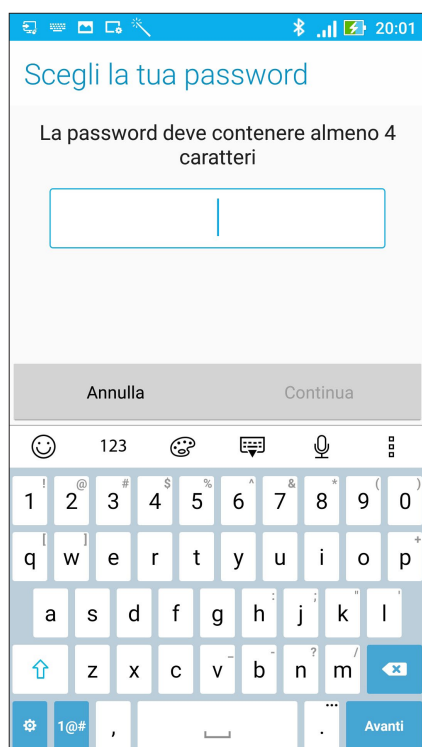 20:01
Scegli la tua password
La password deve contenere almeno 4
caratteri
Annulla Continua
123
! @ # $ % ^ & * ( )
1 2 3 4 5 6 7 8 9 0
[ ] +
q w e r t y u i o p
: ; " '
a s d f g h j k l
_ - ? /
z x c v b n m
1@# , . ... Avanti